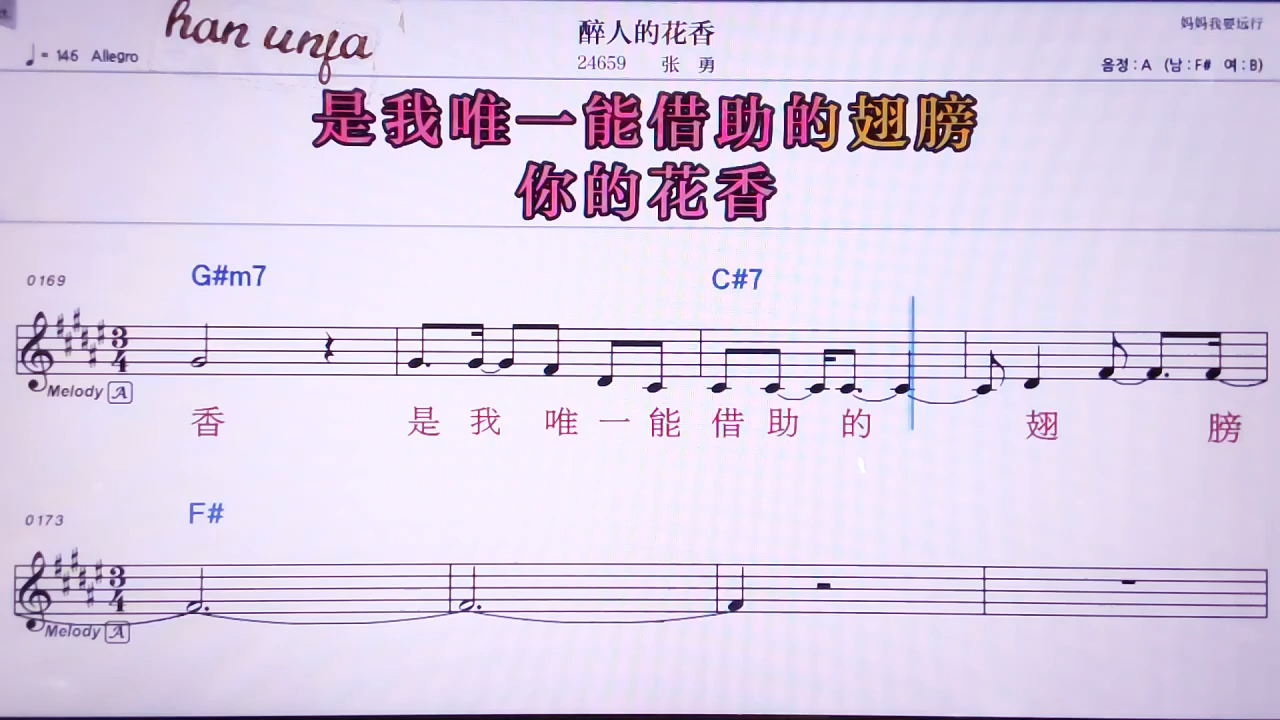 han unja
醉人的花香
妈妈我要远行
♩= 146 Allegro
24659 张 勇
음정 : A (남 : F# 여 : B)
是我唯一能借助的翅膀
你的花香
0169 G#m7 C#7
3
4
Melody A
香 是 我 唯 一 能 借 助 的 翅 膀
0173 F#
3
4
Melody A